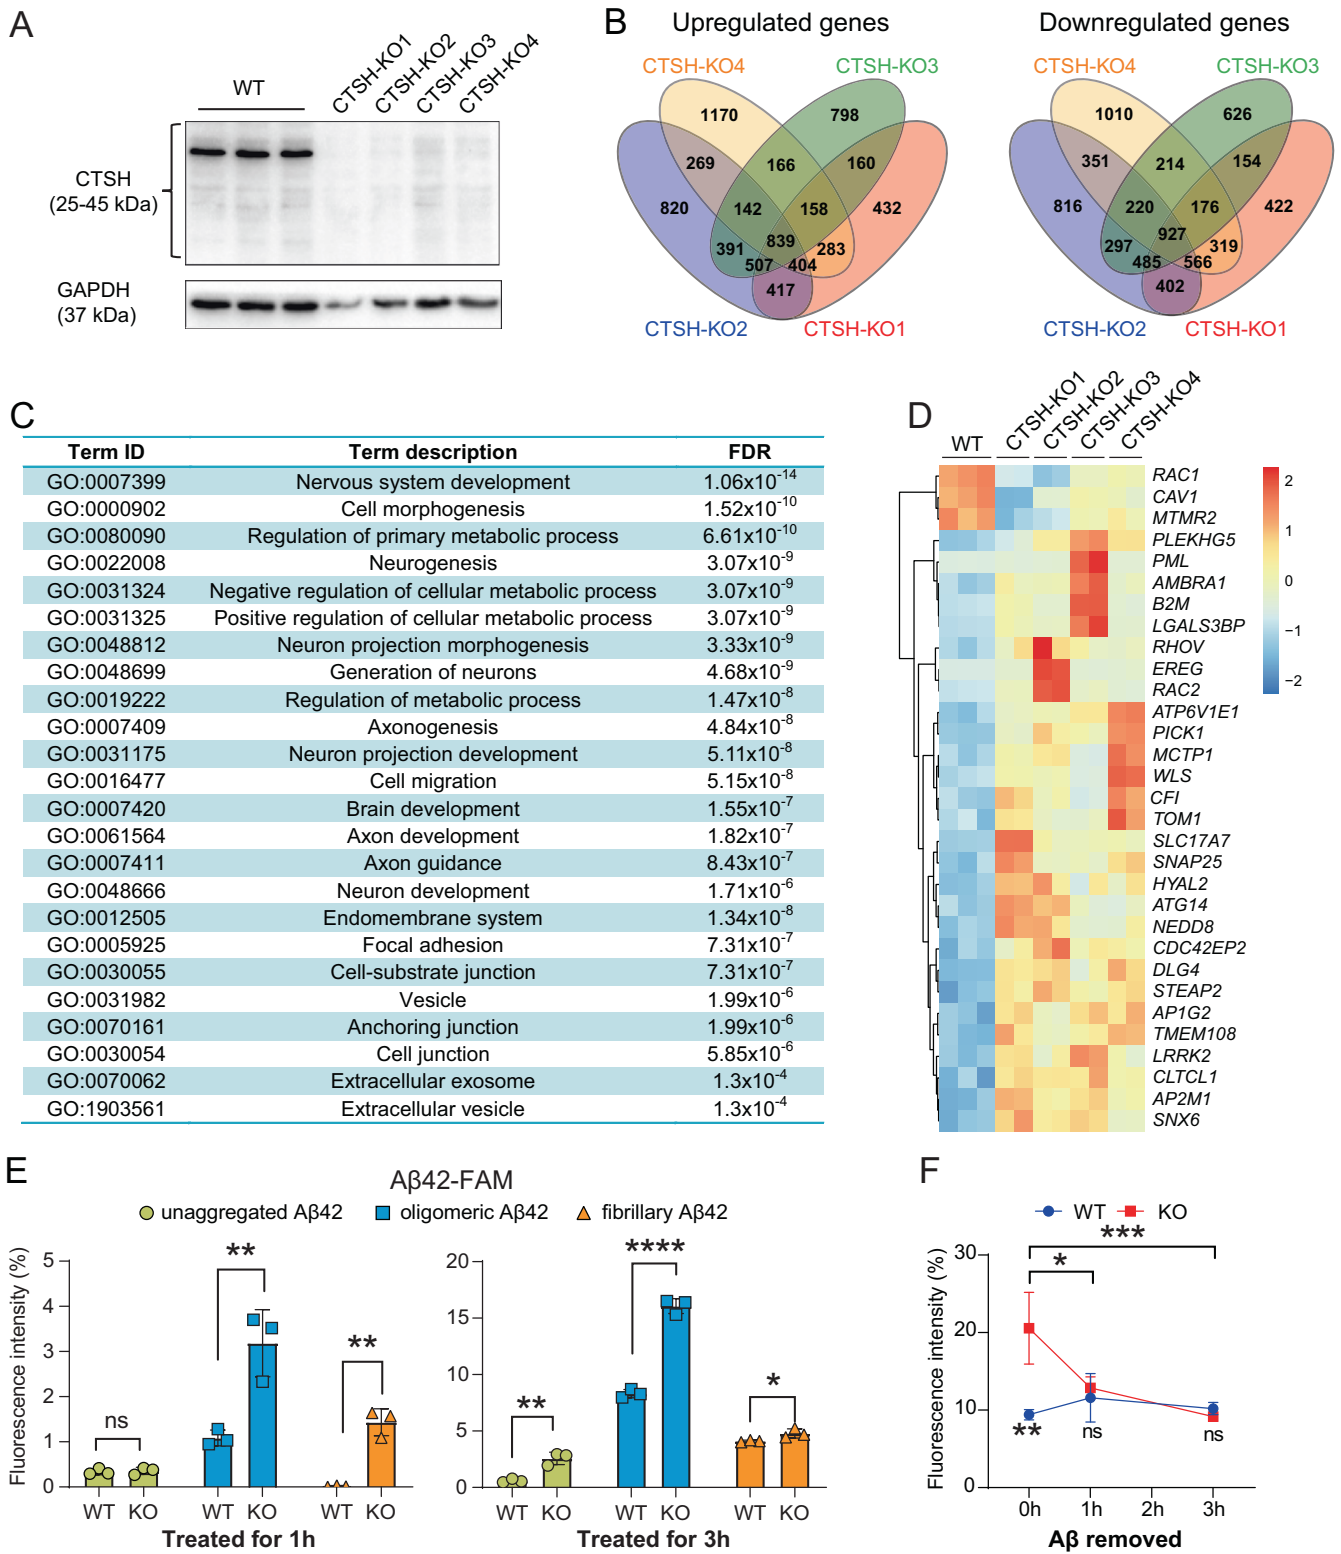 A
WT
CTSH-KO1
CTSH-KO2
CTSH-KO3
CTSH-KO4
CTSH
(25-45 kDa)
GAPDH
(37 kDa)
B
Upregulated genes
CTSH-KO4
CTSH-KO3
1170
798
269
166
160
820
142
158
432
391
839
283
507
404
417
CTSH-KO2
CTSH-KO1
Downregulated genes
CTSH-KO4
CTSH-KO3
1010
626
351
214
154
816
220
176
422
297
927
319
485
566
402
CTSH-KO2
CTSH-KO1
C
Term ID Term description FDR
GO:0007399 Nervous system development 1.06x10⁻¹⁴
GO:0000902 Cell morphogenesis 1.52x10⁻¹⁰
GO:0080090 Regulation of primary metabolic process 6.61x10⁻¹⁰
GO:0022008 Neurogenesis 3.07x10⁻⁹
GO:0031324 Negative regulation of cellular metabolic process 3.07x10⁻⁹
GO:0031325 Positive regulation of cellular metabolic process 3.07x10⁻⁹
GO:0048812 Neuron projection morphogenesis 3.33x10⁻⁹
GO:0048699 Generation of neurons 4.68x10⁻⁹
GO:0019222 Regulation of metabolic process 1.47x10⁻⁸
GO:0007409 Axonogenesis 4.84x10⁻⁸
GO:0031175 Neuron projection development 5.11x10⁻⁸
GO:0016477 Cell migration 5.15x10⁻⁸
GO:0007420 Brain development 1.55x10⁻⁷
GO:0061564 Axon development 1.82x10⁻⁷
GO:0007411 Axon guidance 8.43x10⁻⁷
GO:0048666 Neuron development 1.71x10⁻⁶
GO:0012505 Endomembrane system 1.34x10⁻⁸
GO:0005925 Focal adhesion 7.31x10⁻⁷
GO:0030055 Cell-substrate junction 7.31x10⁻⁷
GO:0031982 Vesicle 1.99x10⁻⁶
GO:0070161 Anchoring junction 1.99x10⁻⁶
GO:0030054 Cell junction 5.85x10⁻⁶
GO:0070062 Extracellular exosome 1.3x10⁻⁴
GO:1903561 Extracellular vesicle 1.3x10⁻⁴
D
WT
CTSH-KO1
CTSH-KO2
CTSH-KO3
CTSH-KO4
RAC1
CAV1
MTMR2
PLEKHG5
PML
AMBRA1
B2M
LGALS3BP
RHOV
EREG
RAC2
ATP6V1E1
PICK1
MCTP1
WLS
CFI
TOM1
SLC17A7
SNAP25
HYAL2
ATG14
NEDD8
CDC42EP2
DLG4
STEAP2
AP1G2
TMEM108
LRRK2
CLTCL1
AP2M1
SNX6
2
1
0
−1
−2
E
Aβ42-FAM
unaggregated Aβ42 oligomeric Aβ42 fibrillary Aβ42
Fluorescence intensity (%)
5
4
3
2
1
0
ns
**
**
WT KO WT KO WT KO
Treated for 1h
20
15
10
5
0
**
****
*
WT KO WT KO WT KO
Treated for 3h
F
WT KO
Fluorescence intensity (%)
30
20
10
0
***
*
**
ns
ns
0h 1h 2h 3h
Aβ removed